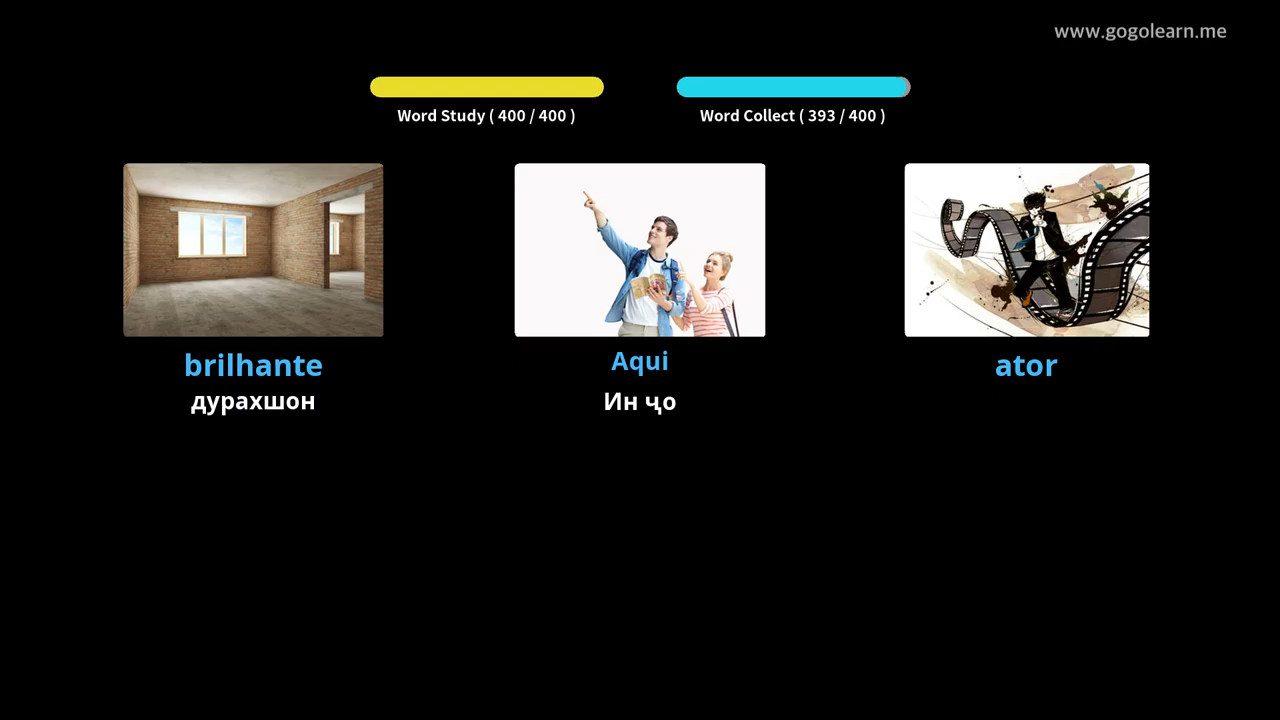 www.gogolearn.me
Word Study ( 400 / 400 )
Word Collect ( 393 / 400 )
brilhante
дурахшон
Aqui
Ин ҷо
ator